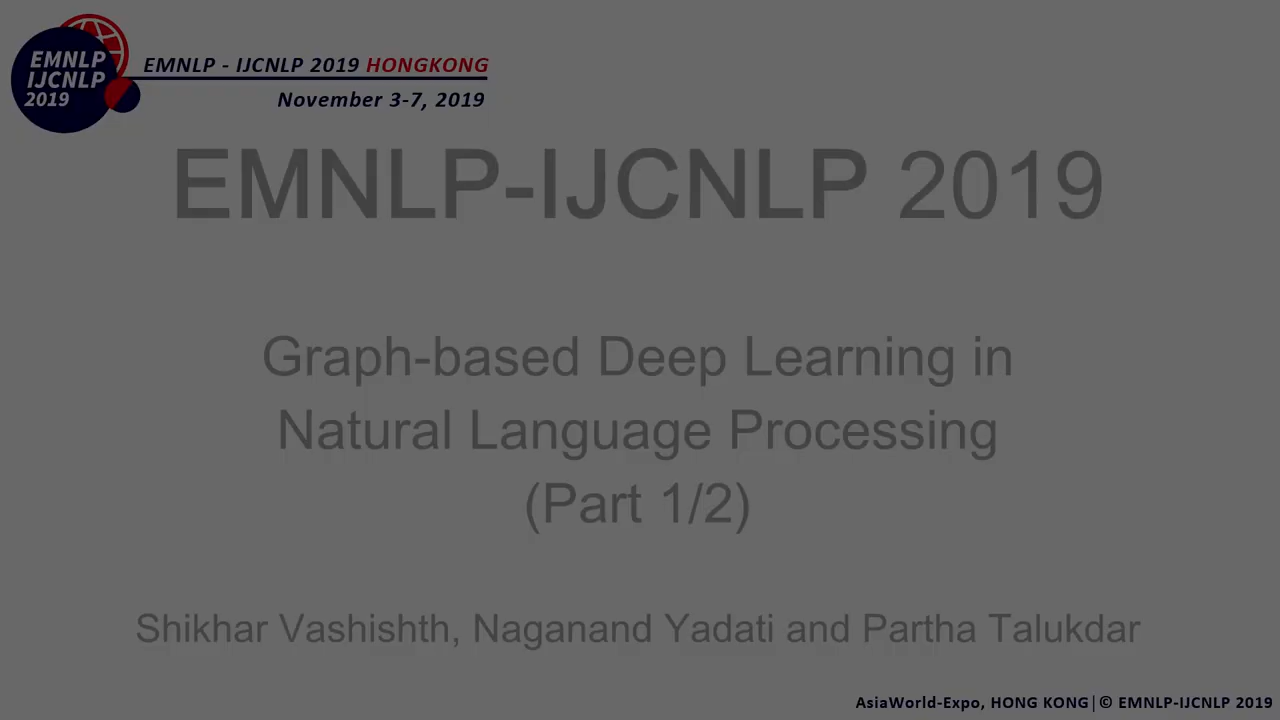 EMNLP
IJCNLP
2019
EMNLP - IJCNLP 2019 HONGKONG
November 3-7, 2019
EMNLP-IJCNLP 2019
Graph-based Deep Learning in
Natural Language Processing
(Part 1/2)
Shikhar Vashishth, Naganand Yadati and Partha Talukdar
AsiaWorld-Expo, HONG KONG|© EMNLP-IJCNLP 2019